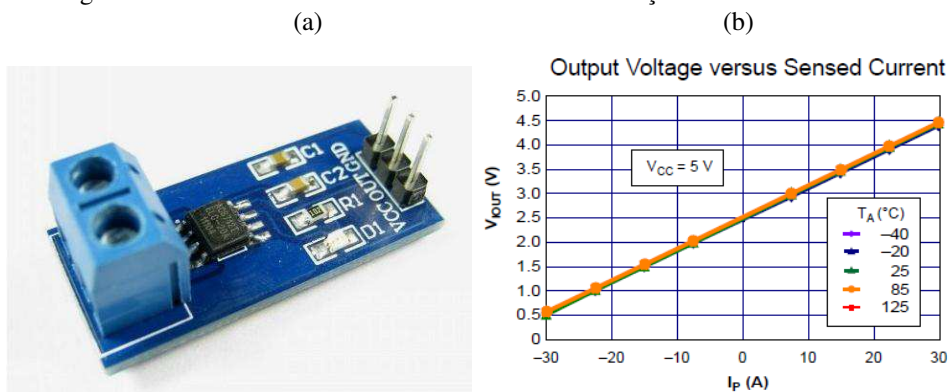 (a)
(b)
C1
C2
R1
D1
GND
OUT
VCC
Output Voltage versus Sensed Current
VIOUT (V)
5.0
4.5
4.0
3.5
3.0
2.5
2.0
1.5
1.0
0.5
0
VCC = 5 V
TA (°C)
–40
–20
25
85
125
–30
–20
–10
0
10
20
30
IP (A)